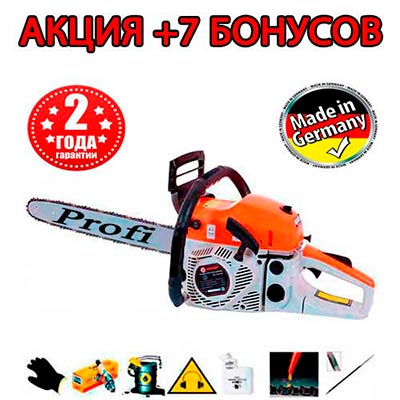 АКЦИЯ +7 БОНУСОВ
2
ГОДА
гарантии
Made in
Germany
Profi